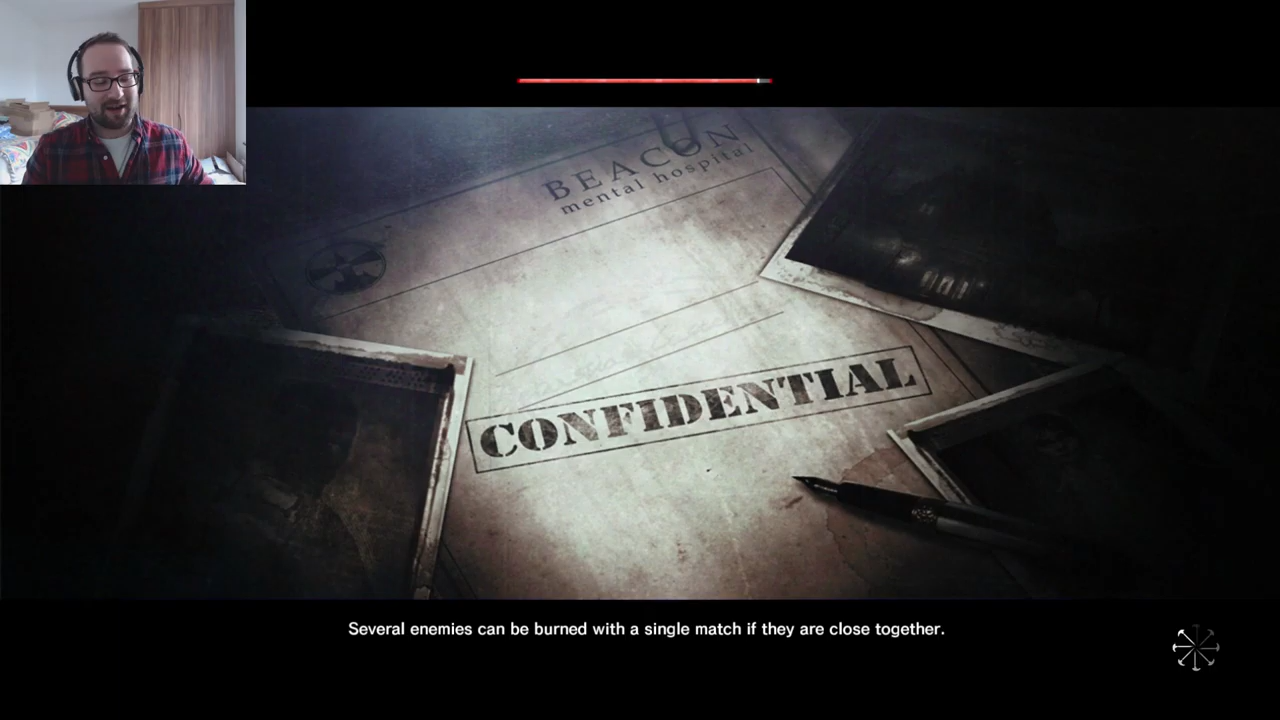 BEACON
mental hospital
CONFIDENTIAL
Several enemies can be burned with a single match if they are close together.